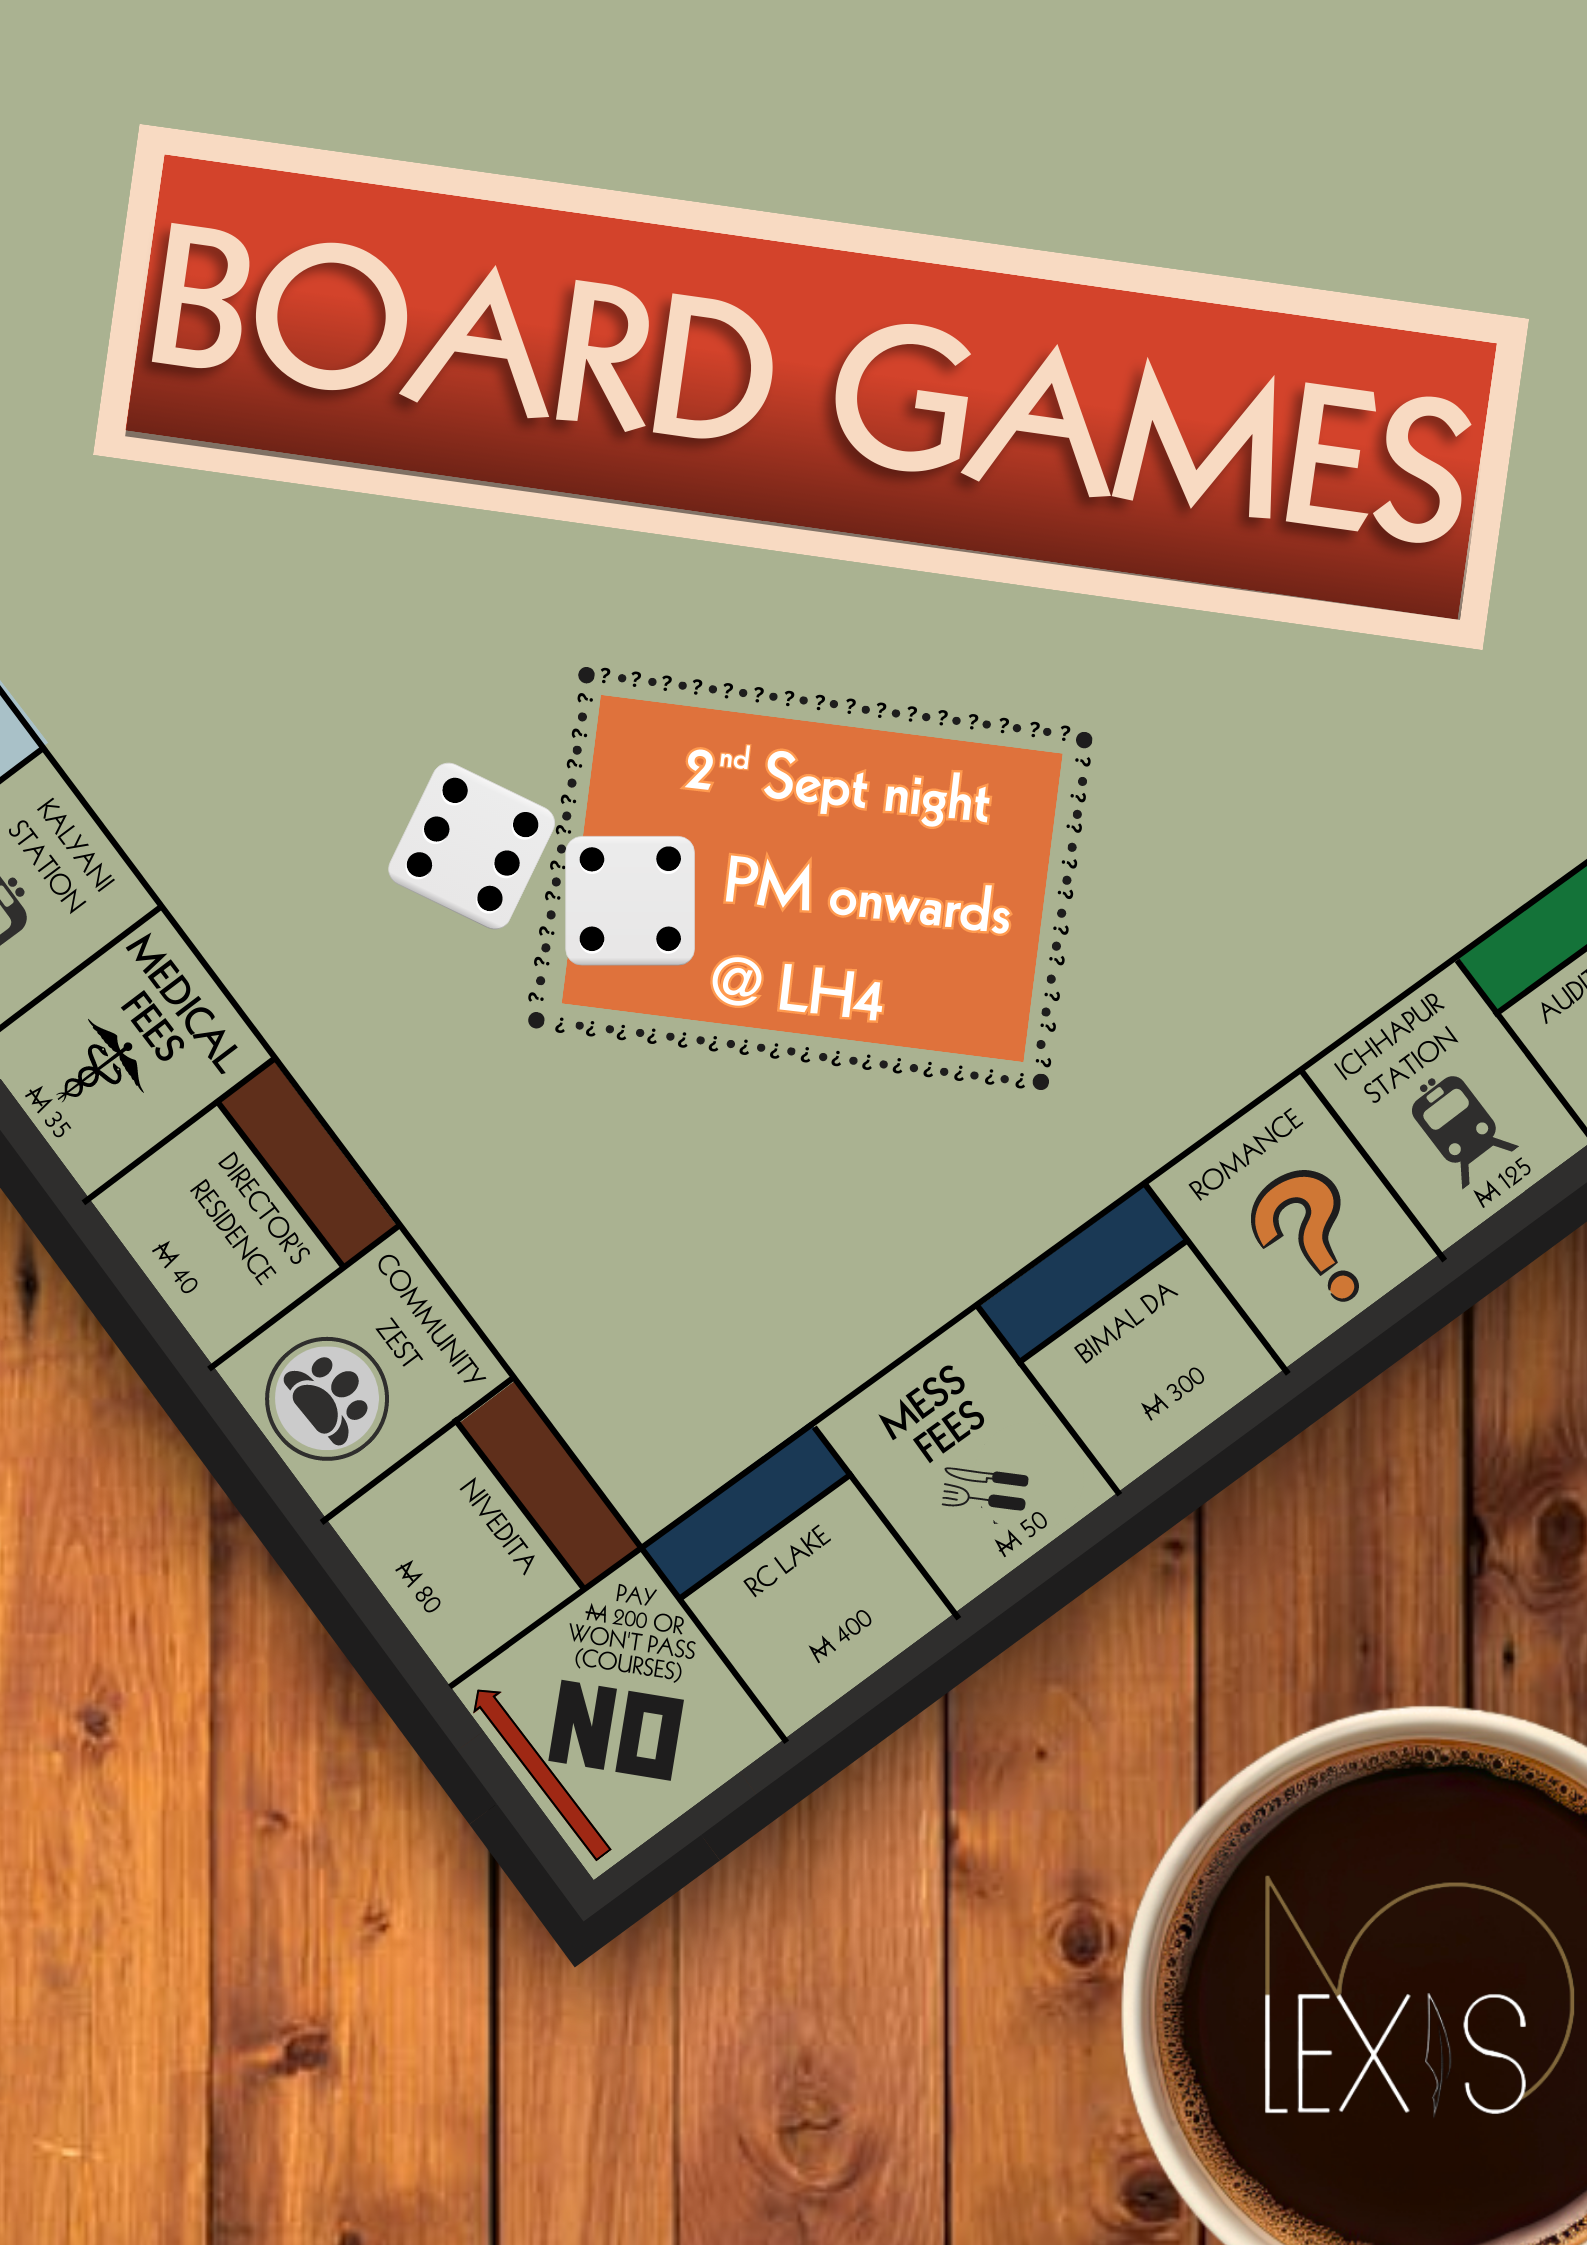 BOARD GAMES
2nd Sept night
PM onwards
@ LH4
KALYANI
STATION
MEDICAL
FEES
M 35
DIRECTOR'S
RESIDENCE
M 40
COMMUNITY
ZEST
NIVEDITA
M 80
PAY
M 200 OR
WON'T PASS
(COURSES)
NO
RC LAKE
M 400
MESS
FEES
M 50
BIMAL DA
M 300
ROMANCE
?
ICHHAPUR
STATION
M 125
LEXIS